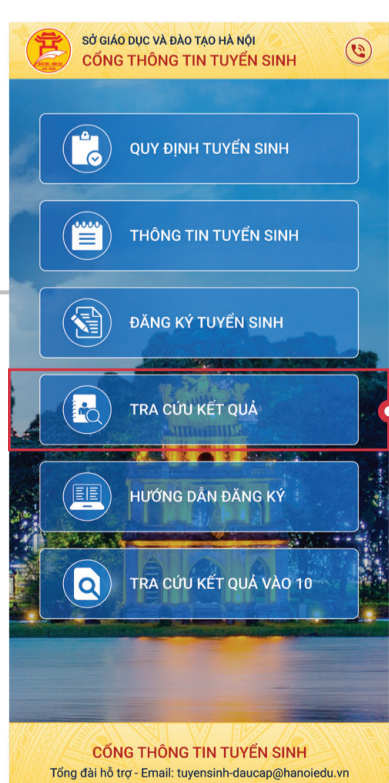 SỞ GIÁO DỤC VÀ ĐÀO TẠO HÀ NỘI
CỔNG THÔNG TIN TUYỂN SINH
QUY ĐỊNH TUYỂN SINH
THÔNG TIN TUYỂN SINH
ĐĂNG KÝ TUYỂN SINH
TRA CỨU KẾT QUẢ
HƯỚNG DẪN ĐĂNG KÝ
TRA CỨU KẾT QUẢ VÀO 10
CỔNG THÔNG TIN TUYỂN SINH
Tổng đài hỗ trợ - Email: tuyensinh-daucap@hanoiedu.vn